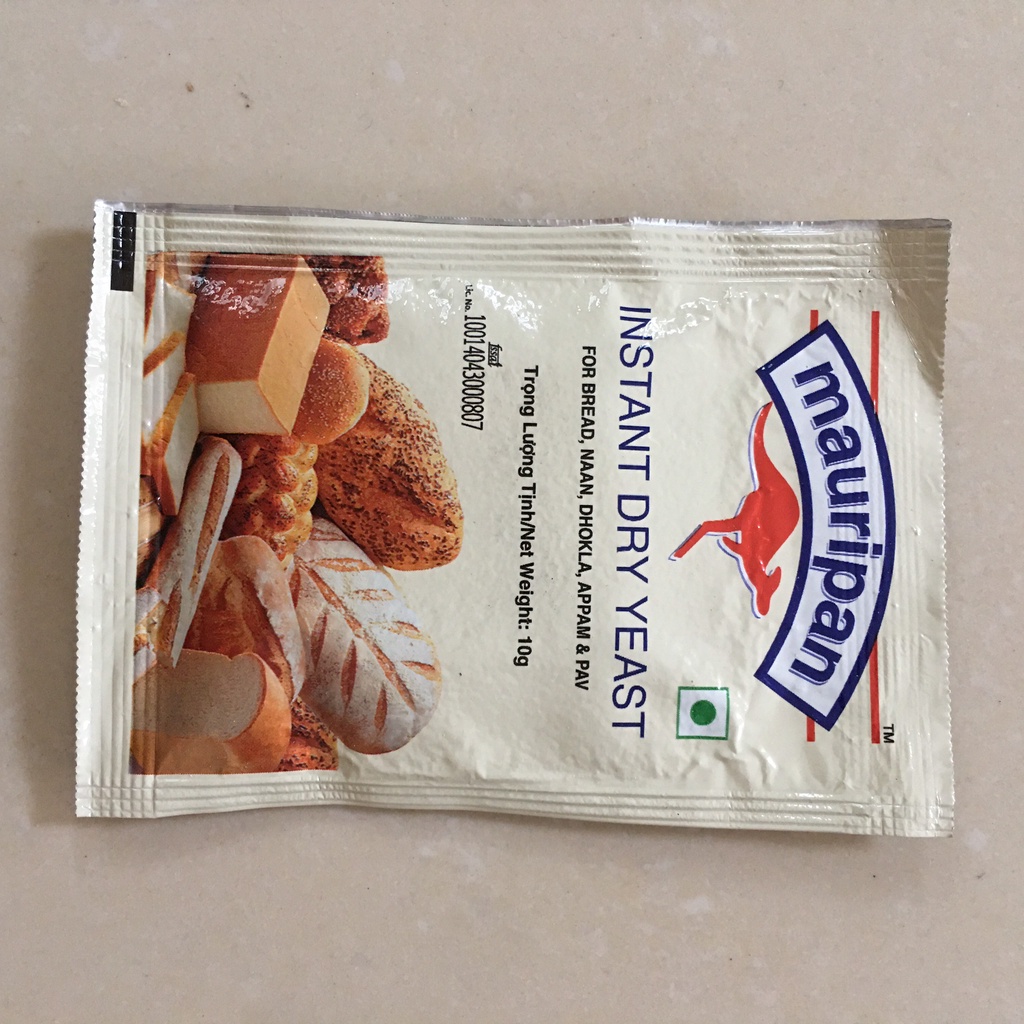 mauripan
TM
INSTANT DRY YEAST
FOR BREAD, NAAN, DHOKLA, APPAM & PAV
Trọng Lượng Tịnh/Net Weight: 10g
fssai
Lic. No. 10014043000807